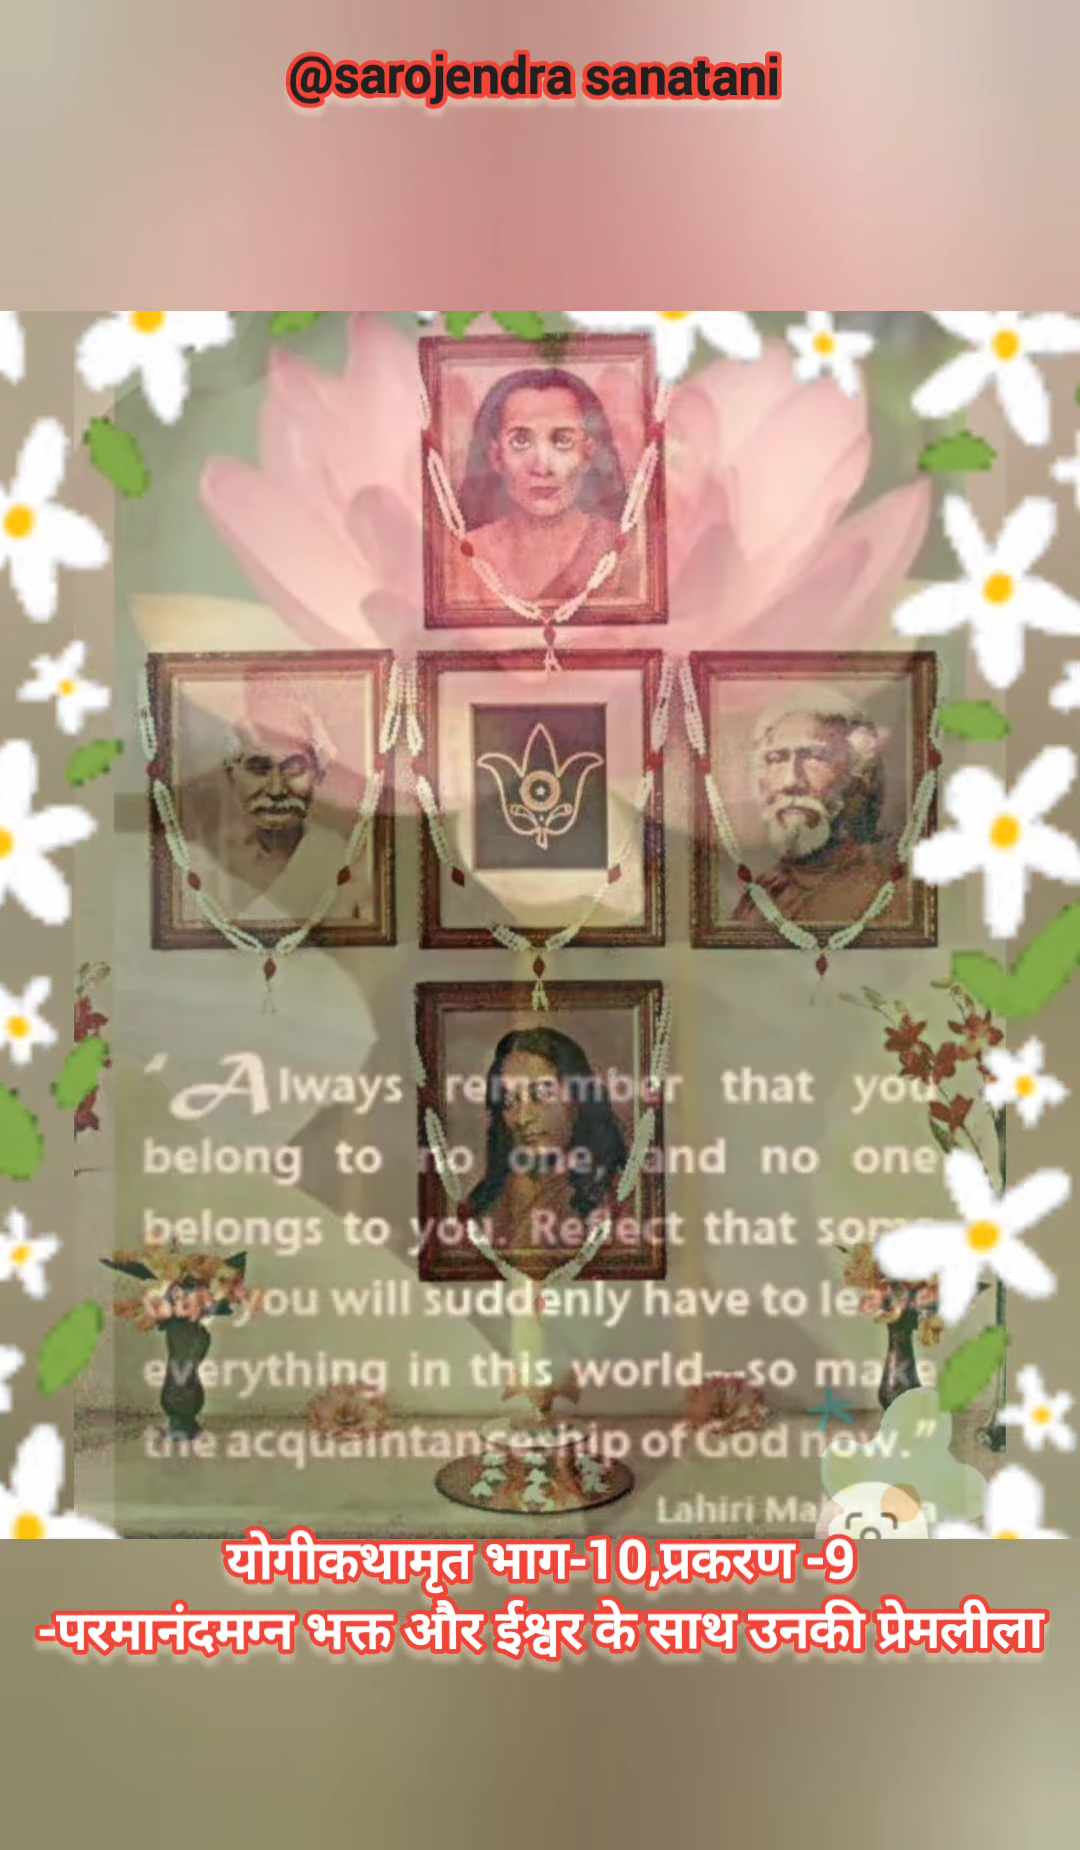 @sarojendra sanatani
“Always remember that you
belong to no one, and no one
belongs to you. Reflect that some
day you will suddenly have to leave
everything in this world---so make
the acquaintanceship of God now.”
Lahiri
योगीकथामृत भाग-10,प्रकरण -9
-परमानंदमग्न भक्त और ईश्वर के साथ उनकी प्रेमलीला